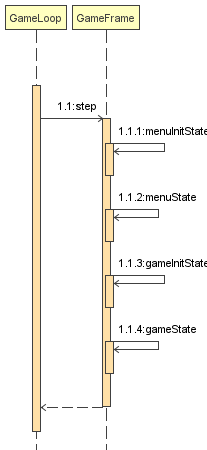 GameLoop
GameFrame
1.1:step
1.1.1:menuInitState
1.1.2:menuState
1.1.3:gameInitState
1.1.4:gameState